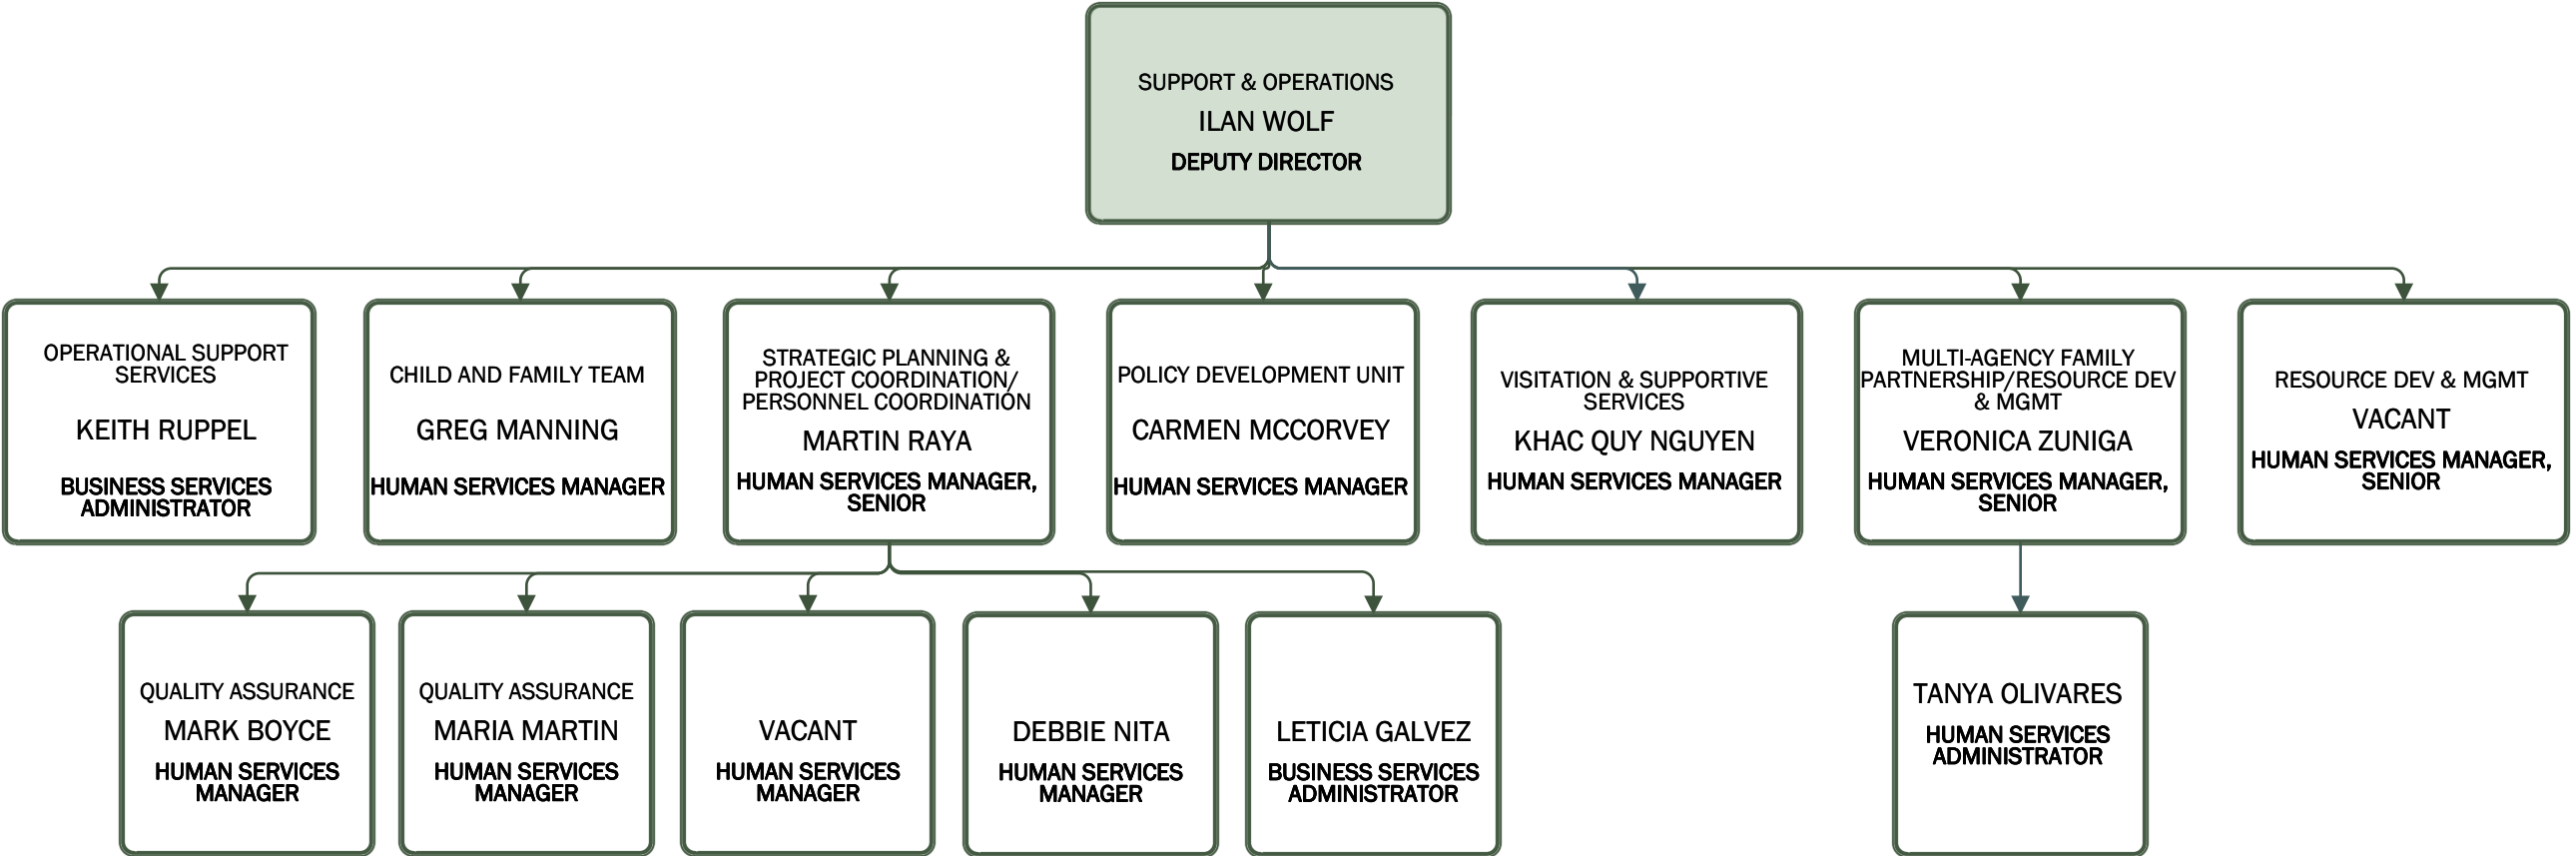 SUPPORT & OPERATIONS
ILAN WOLF
DEPUTY DIRECTOR
OPERATIONAL SUPPORT
SERVICES
KEITH RUPPEL
BUSINESS SERVICES
ADMINISTRATOR
CHILD AND FAMILY TEAM
GREG MANNING
HUMAN SERVICES MANAGER
STRATEGIC PLANNING &
PROJECT COORDINATION/
PERSONNEL COORDINATION
MARTIN RAYA
HUMAN SERVICES MANAGER,
SENIOR
POLICY DEVELOPMENT UNIT
CARMEN MCCORVEY
HUMAN SERVICES MANAGER
VISITATION & SUPPORTIVE
SERVICES
KHAC QUY NGUYEN
HUMAN SERVICES MANAGER
MULTI-AGENCY FAMILY
PARTNERSHIP/RESOURCE DEV
& MGMT
VERONICA ZUNIGA
HUMAN SERVICES MANAGER,
SENIOR
RESOURCE DEV & MGMT
VACANT
HUMAN SERVICES MANAGER,
SENIOR
QUALITY ASSURANCE
MARK BOYCE
HUMAN SERVICES
MANAGER
QUALITY ASSURANCE
MARIA MARTIN
HUMAN SERVICES
MANAGER
VACANT
HUMAN SERVICES
MANAGER
DEBBIE NITA
HUMAN SERVICES
MANAGER
LETICIA GALVEZ
BUSINESS SERVICES
ADMINISTRATOR
TANYA OLIVARES
HUMAN SERVICES
ADMINISTRATOR